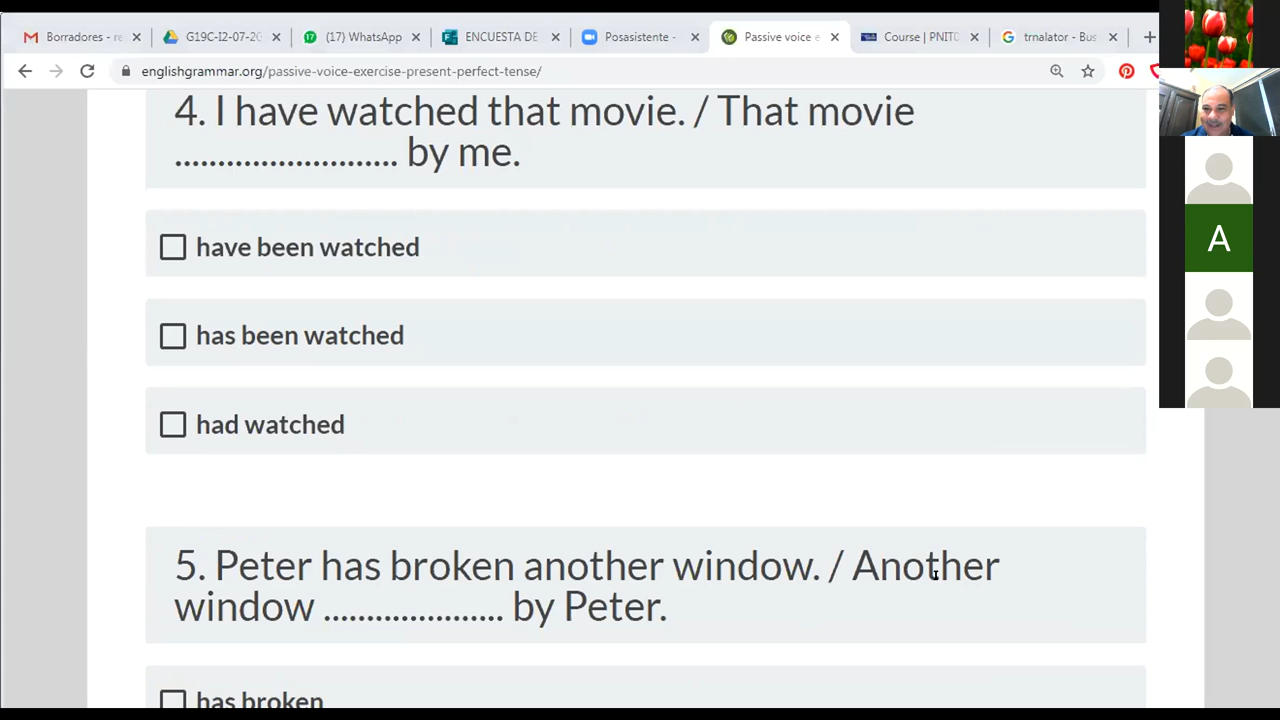 Borradores - re
G19C-I2-07-20
17
(17) WhatsApp
ENCUESTA DE
Posasistente -
Passive voice e
Course | PNITC
trnalator - Bus
englishgrammar.org/passive-voice-exercise-present-perfect-tense/
4. I have watched that movie. / That movie
.......................... by me.
have been watched
has been watched
had watched
5. Peter has broken another window. / Another
window ..................... by Peter.
has broken
A